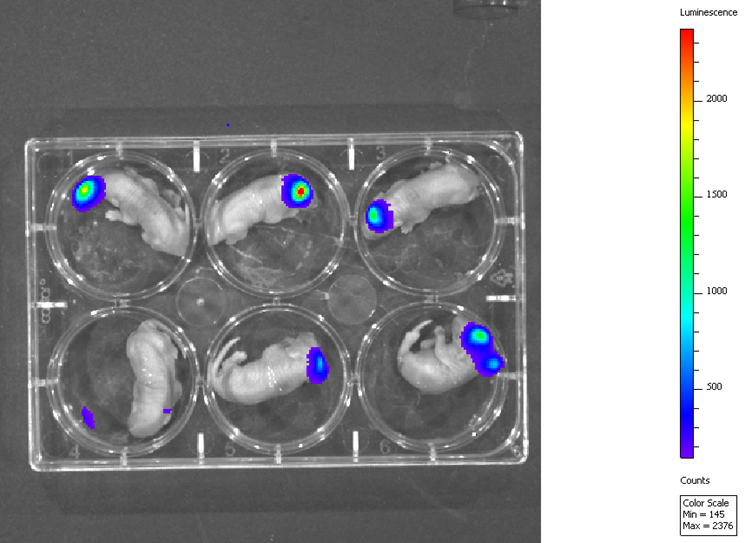 Luminescence
2000
1500
1000
500
Counts
Color Scale
Min = 145
Max = 2376
1
2
3
4
5
6